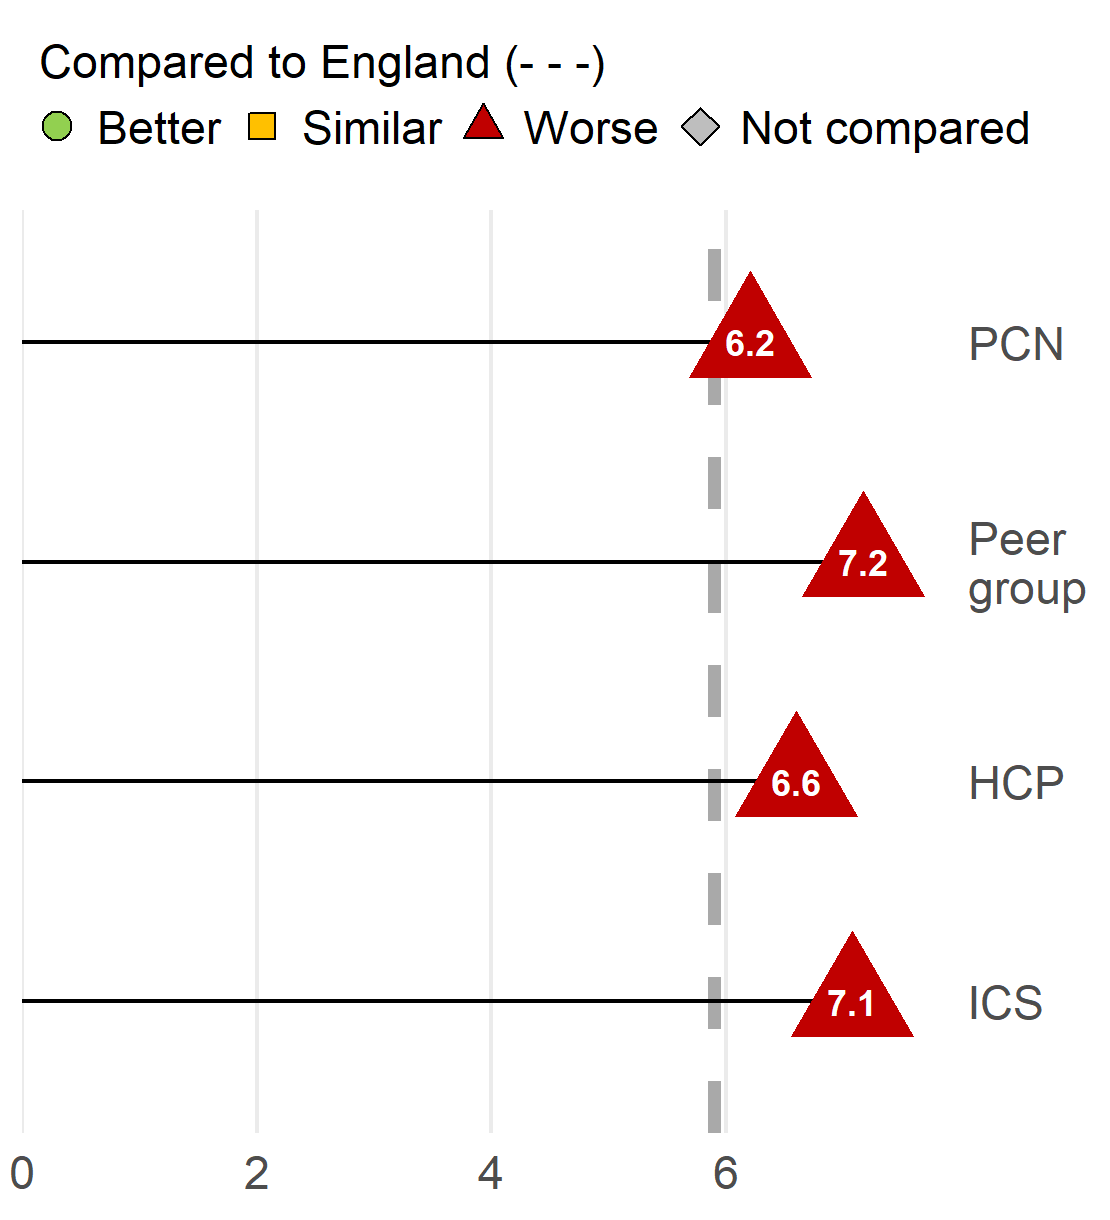 Compared to England (- - -)
Better Similar Worse Not compared
6.2 PCN
Peer
7.2
group
6.6 HCP
7.1 ICS
0 2 4 6